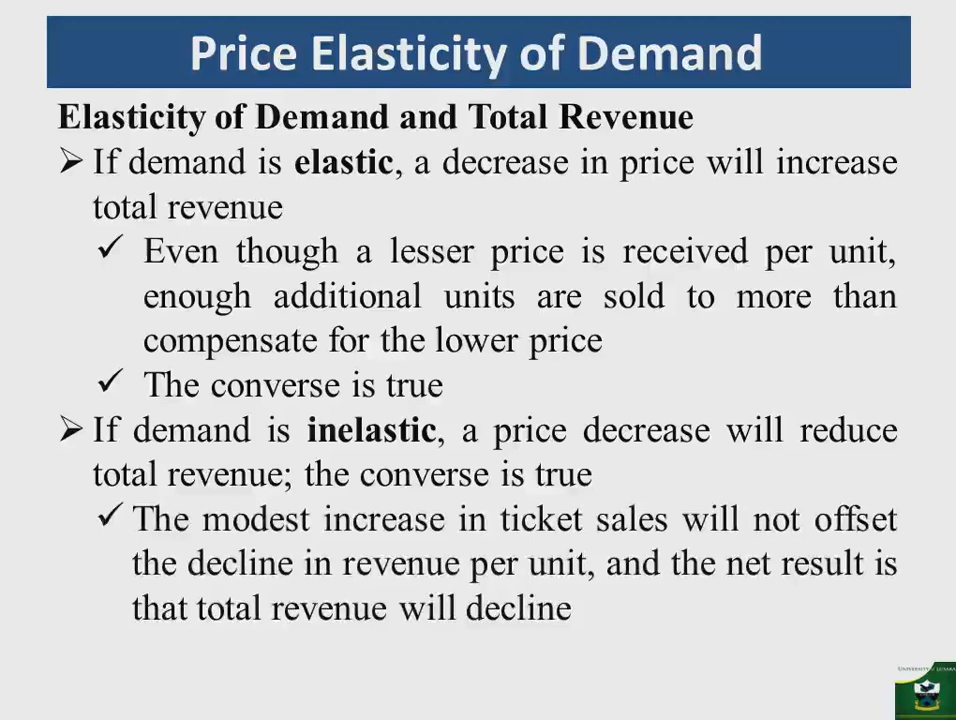 Price Elasticity of Demand
Elasticity of Demand and Total Revenue
➢ If demand is elastic, a decrease in price will increase
total revenue
✓ Even though a lesser price is received per unit,
enough additional units are sold to more than
compensate for the lower price
✓ The converse is true
➢ If demand is inelastic, a price decrease will reduce
total revenue; the converse is true
✓ The modest increase in ticket sales will not offset
the decline in revenue per unit, and the net result is
that total revenue will decline
UNIVERSITY OF LUSAKA